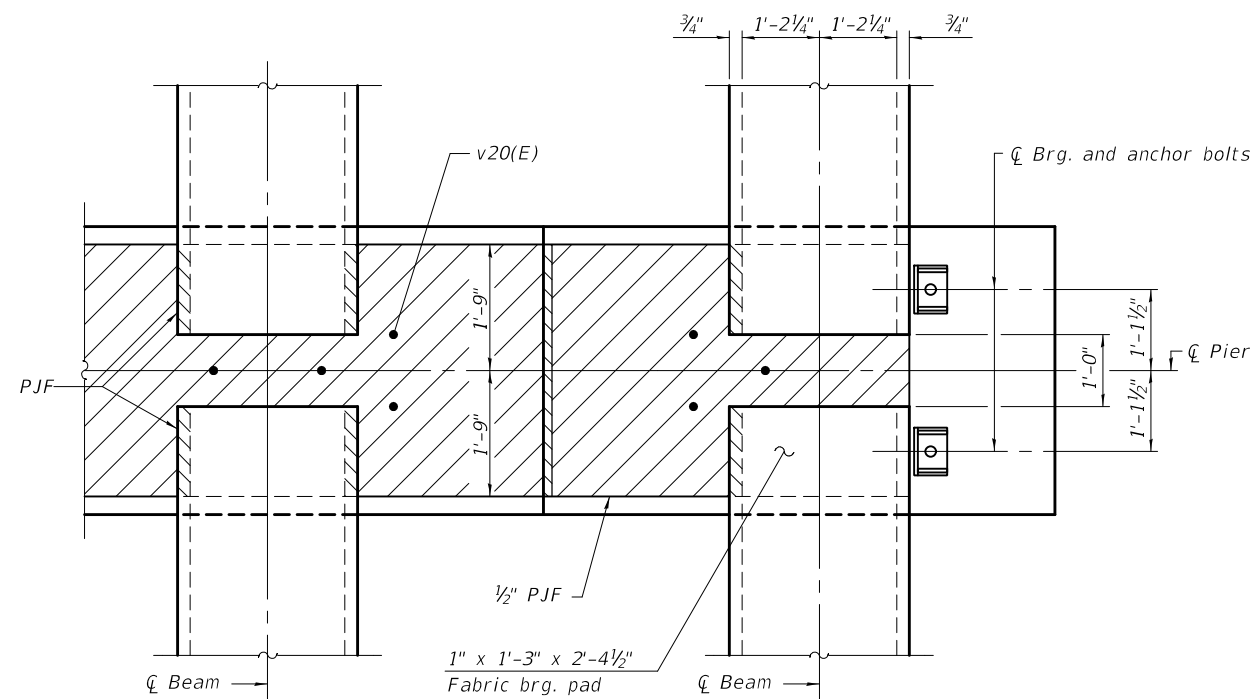 ¾" 1'-2¼" 1'-2¼" ¾"
v20(E)
℄ Brg. and anchor bolts
1'-9"
1'-1½"
℄ Pier
1'-0"
PJF
1'-9"
1'-1½"
½" PJF
1" x 1'-3" x 2'-4½"
Fabric brg. pad
℄ Beam
℄ Beam